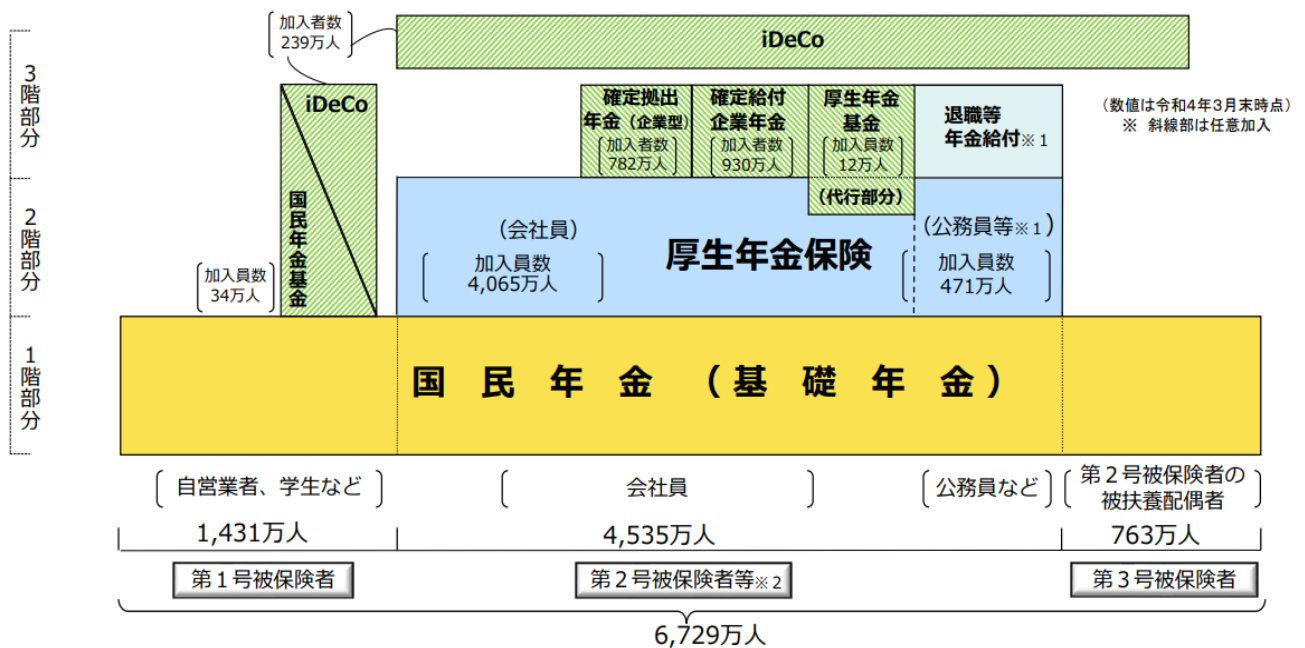 加入者数
239万人
iDeCo
3階部分
iDeCo
国民年金基金
確定拠出
年金（企業型）
加入者数
782万人
確定給付
企業年金
加入者数
930万人
厚生年金
基金
加入員数
12万人
（代行部分）
退職等
年金給付※1
（数値は令和4年3月末時点）
※ 斜線部は任意加入
2階部分
加入員数
34万人
（会社員）
加入員数
4,065万人
厚生年金保険
（公務員等※1）
加入員数
471万人
1階部分
国民年金（基礎年金）
自営業者、学生など
会社員
公務員など
第2号被保険者の
被扶養配偶者
1,431万人
4,535万人
763万人
第1号被保険者
第2号被保険者等※2
第3号被保険者
6,729万人